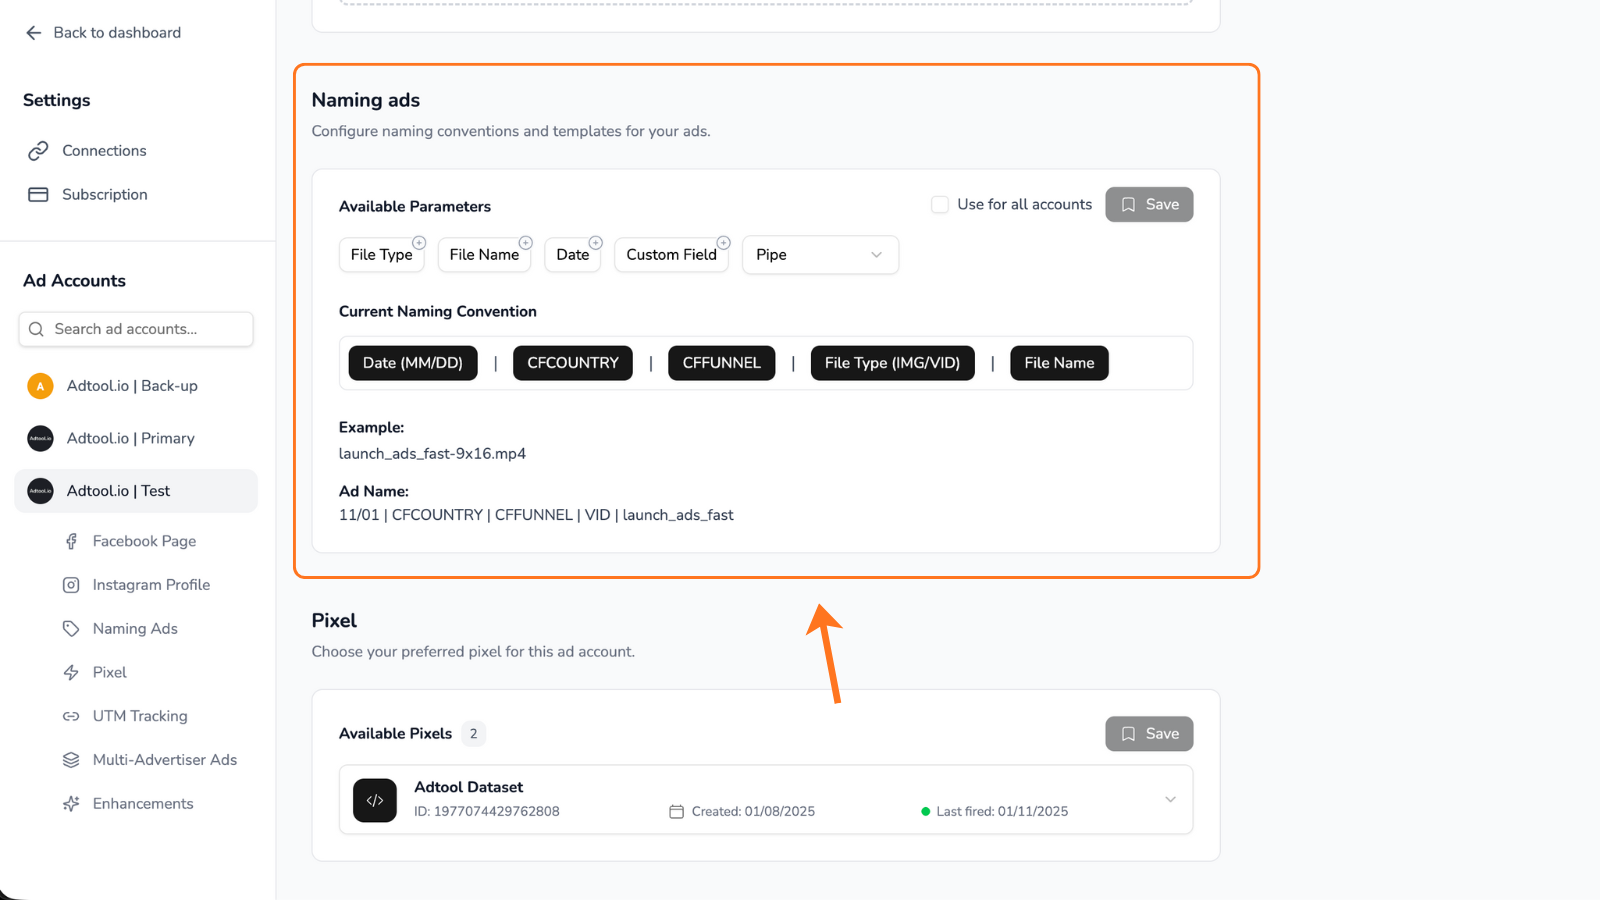 Back to dashboard
Settings
Connections
Subscription
Ad Accounts
Search ad accounts...
A
Adtool.io | Back-up
Adtool.io
Adtool.io | Primary
Adtool.io
Adtool.io | Test
Facebook Page
Instagram Profile
Naming Ads
Pixel
UTM Tracking
Multi-Advertiser Ads
Enhancements
Naming ads
Configure naming conventions and templates for your ads.
Available Parameters
Use for all accounts
Save
File Type
File Name
Date
Custom Field
Pipe
Current Naming Convention
Date (MM/DD) | CFCOUNTRY | CFFUNNEL | File Type (IMG/VID) | File Name
Example:
launch_ads_fast-9x16.mp4
Ad Name:
11/01 | CFCOUNTRY | CFFUNNEL | VID | launch_ads_fast
Pixel
Choose your preferred pixel for this ad account.
Available Pixels 2
Save
</>
Adtool Dataset
ID: 1977074429762808
Created: 01/08/2025
Last fired: 01/11/2025